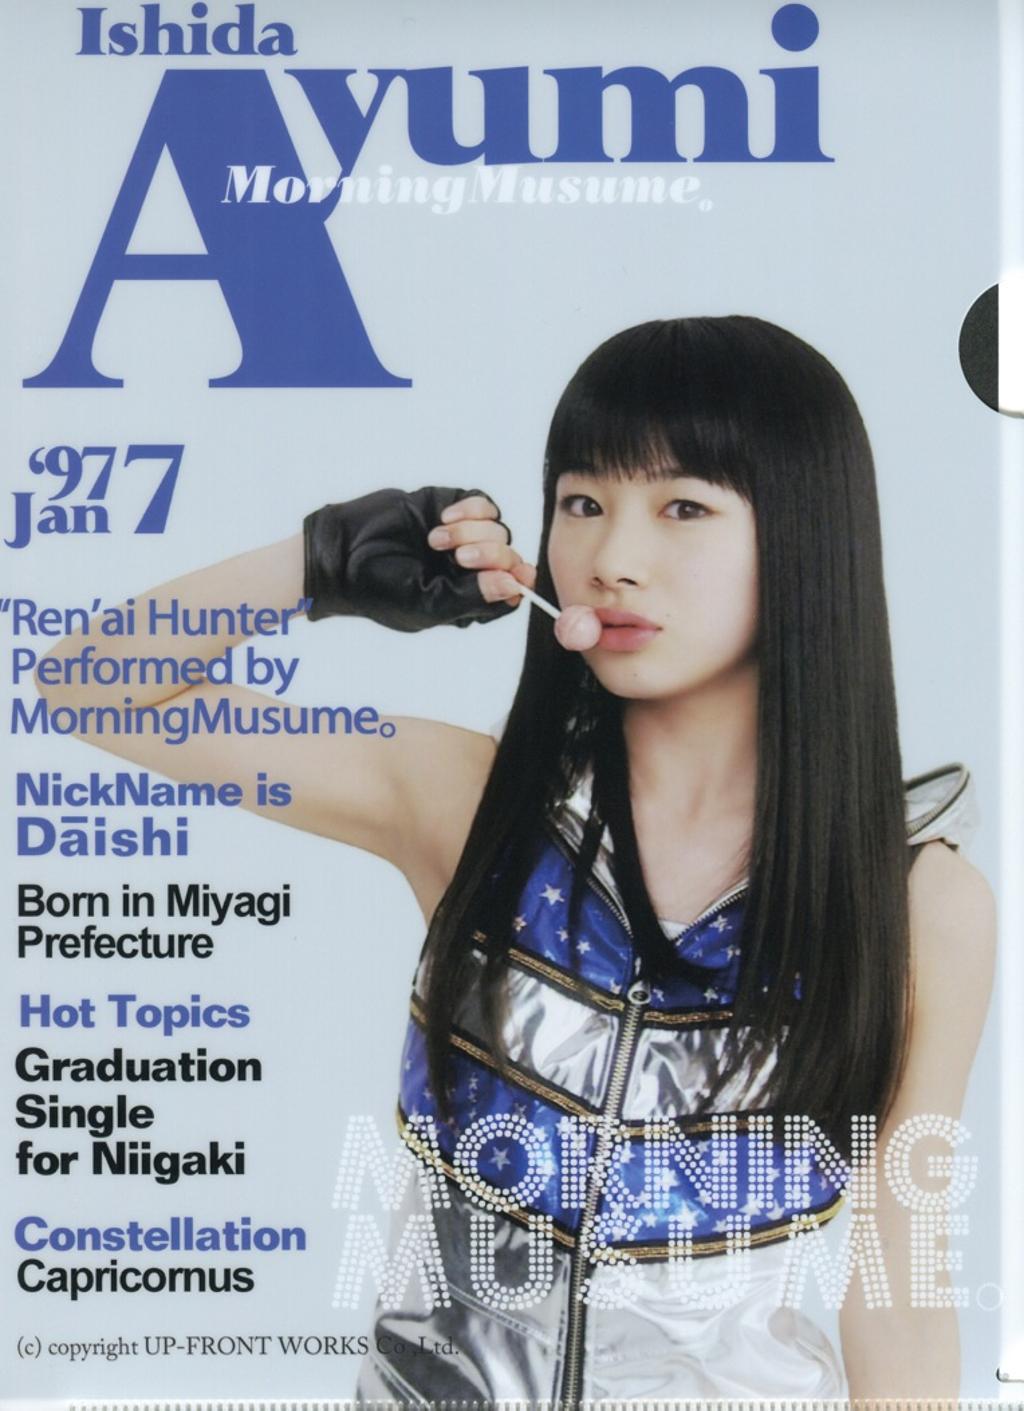 Ishida
Ayumi
MorningMusume。
'97
Jan 7
"Ren'ai Hunter"
Performed by
MorningMusume。
NickName is
Dāishi
Born in Miyagi
Prefecture
Hot Topics
Graduation
Single
for Niigaki
Constellation
Capricornus
MORNING
MUSUME。
(c) copyright UP-FRONT WORKS Co.,Ltd.